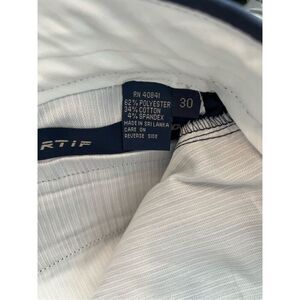 RN 40841
62% POLYESTER
34% COTTON
4% SPANDEX
MADE IN SRI LANKA
CARE ON
REVERSE SIDE
30
RTIF